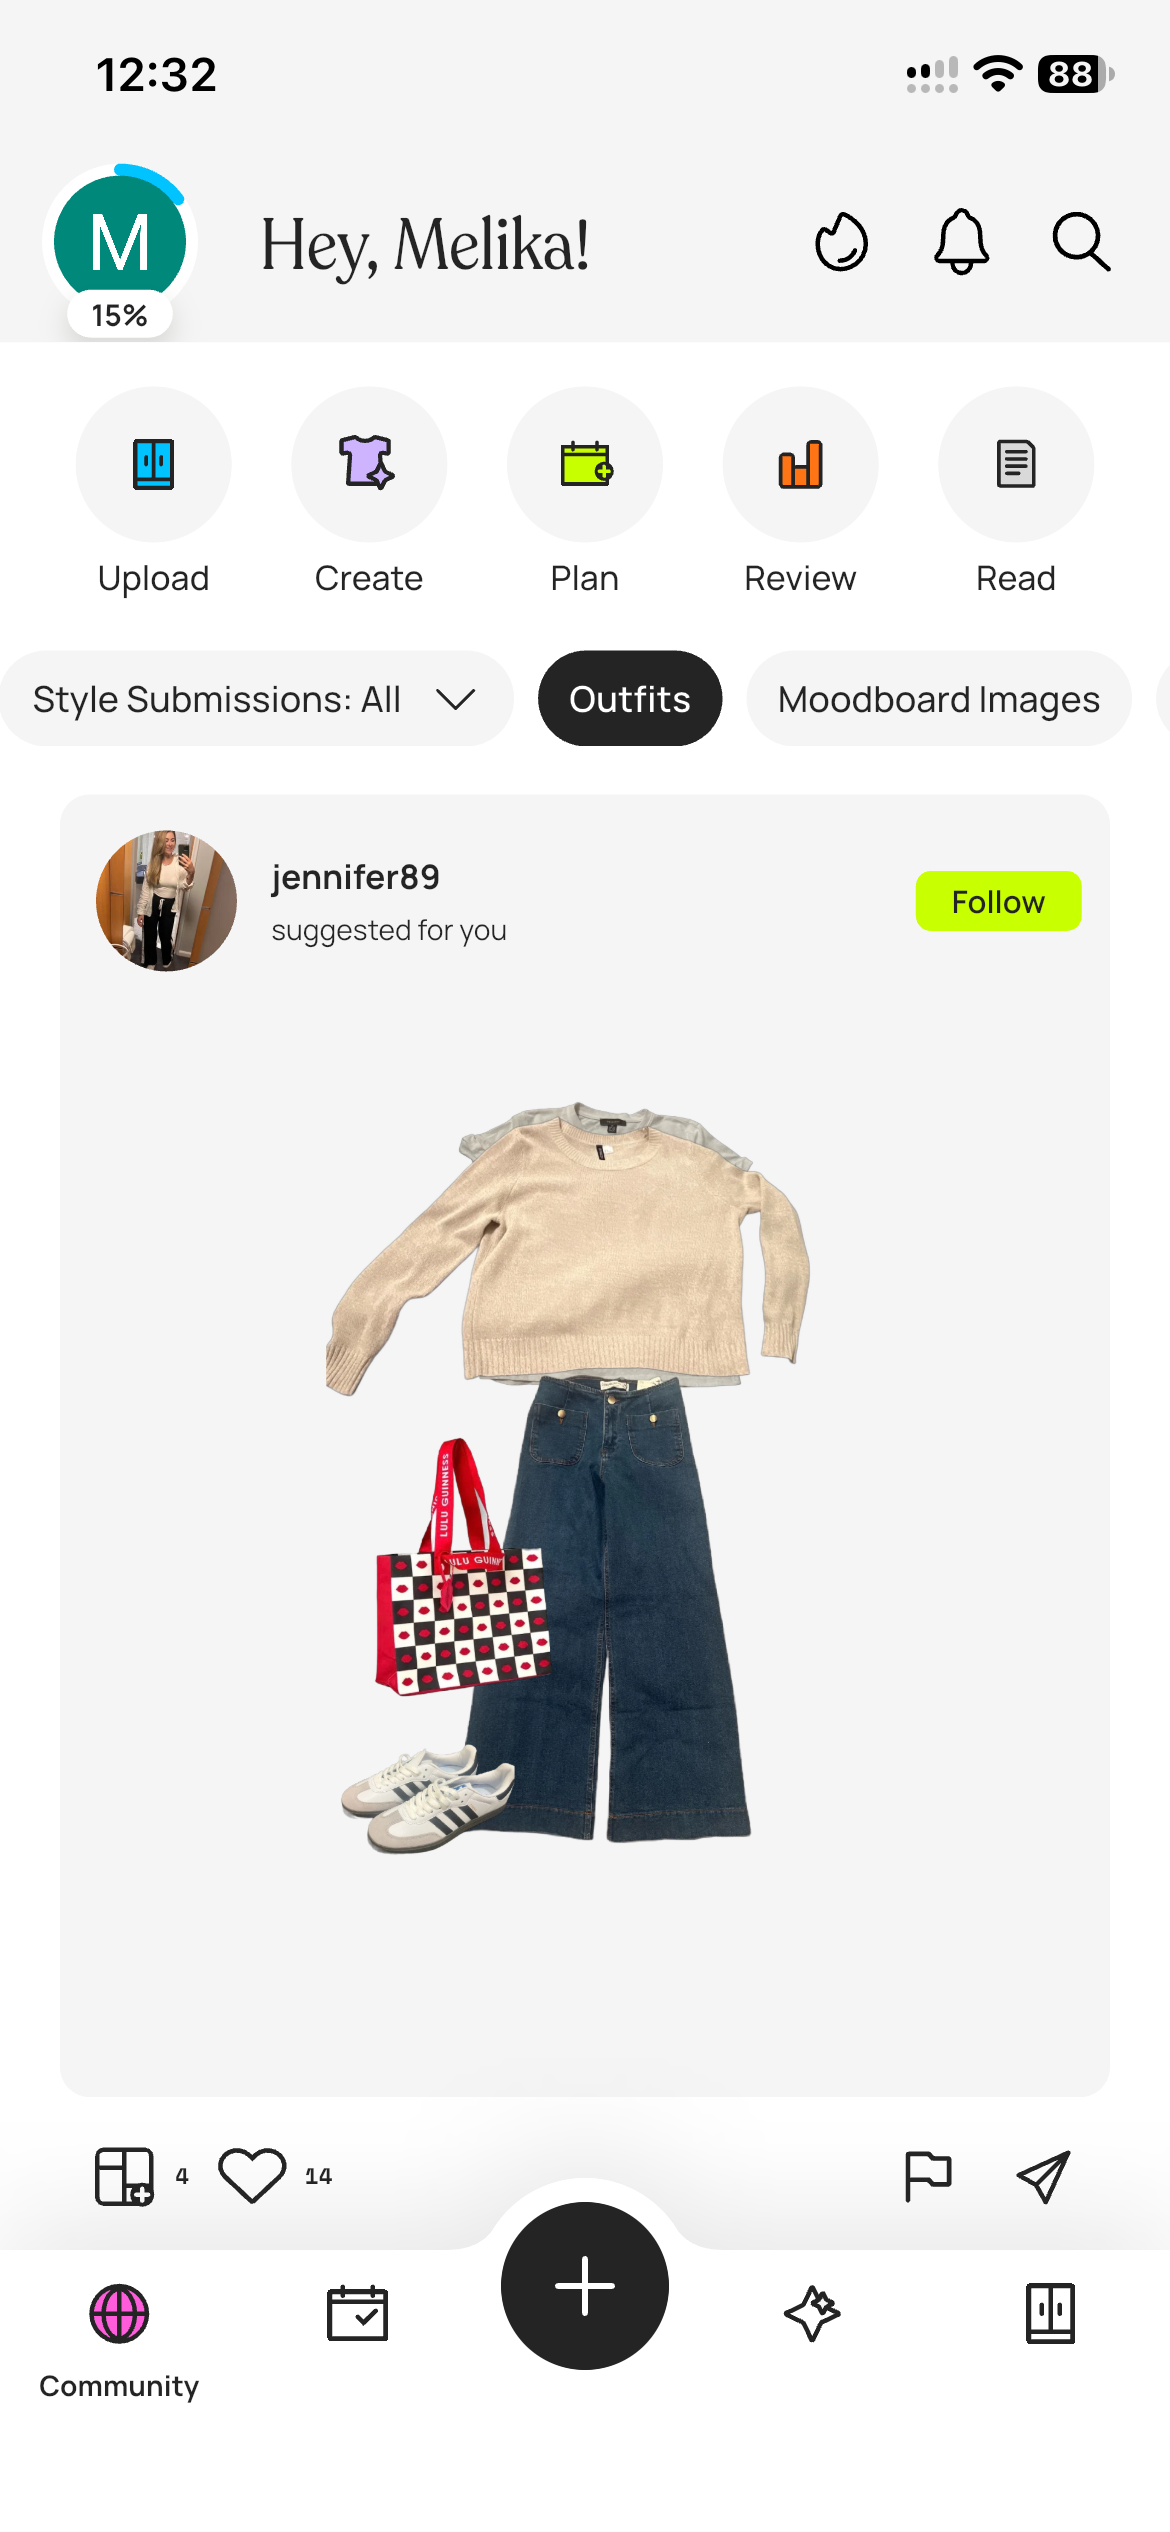 12:32
88
M
15%
Hey, Melika!
Upload
Create
Plan
Review
Read
Style Submissions: All
Outfits
Moodboard Images
jennifer89
suggested for you
Follow
LULU GUINNESS
4
14
Community